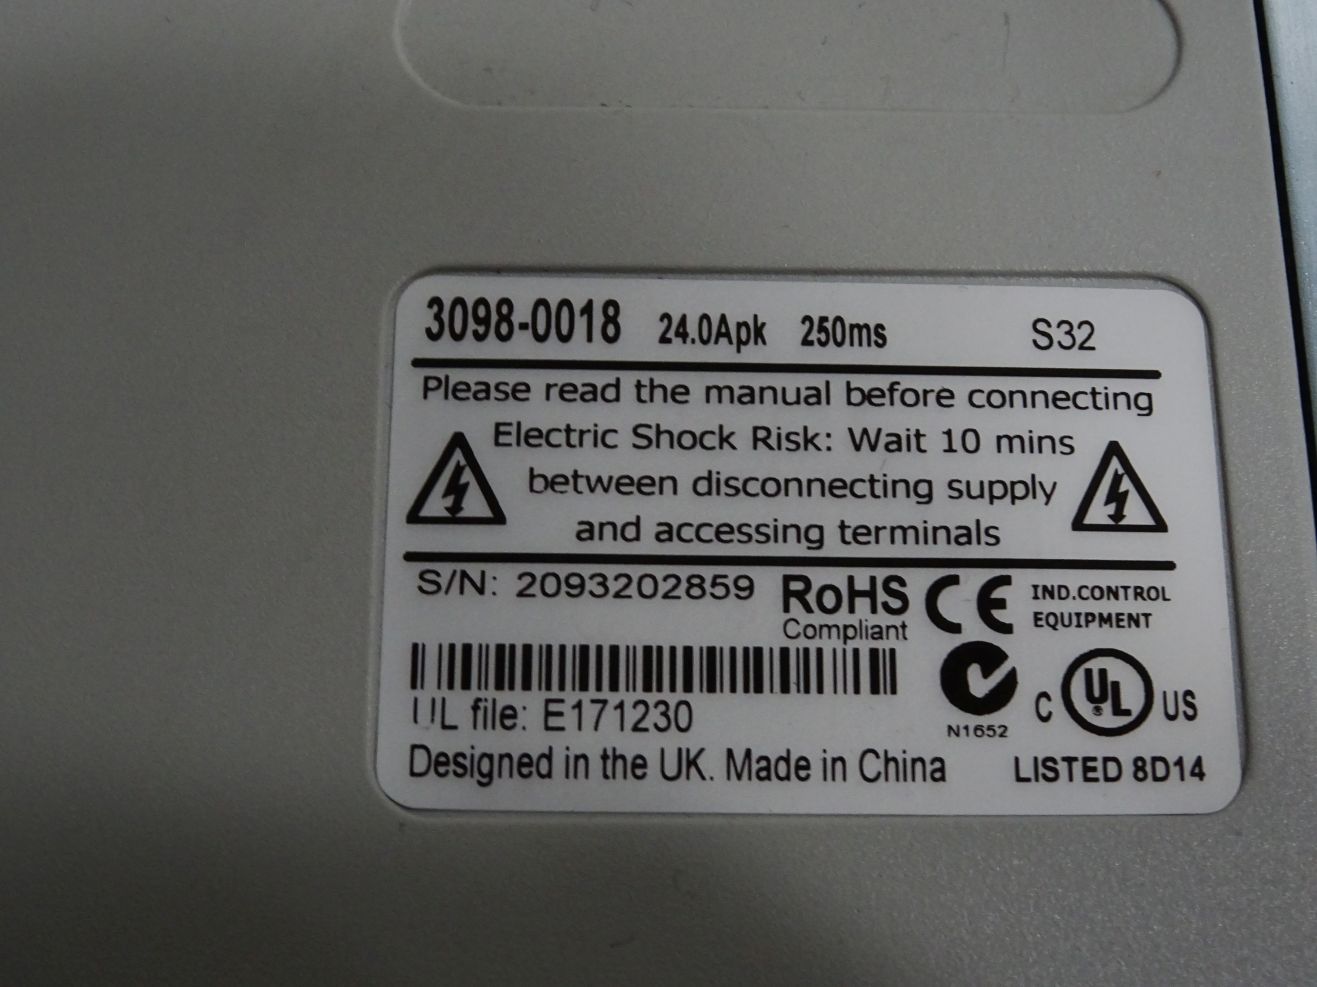 3098-0018 24.0Apk 250ms S32
Please read the manual before connecting
Electric Shock Risk: Wait 10 mins
between disconnecting supply
and accessing terminals
S/N: 2093202859 RoHS Compliant CE IND.CONTROL EQUIPMENT
UL file: E171230
N1652
C UL US
Designed in the UK. Made in China LISTED 8D14